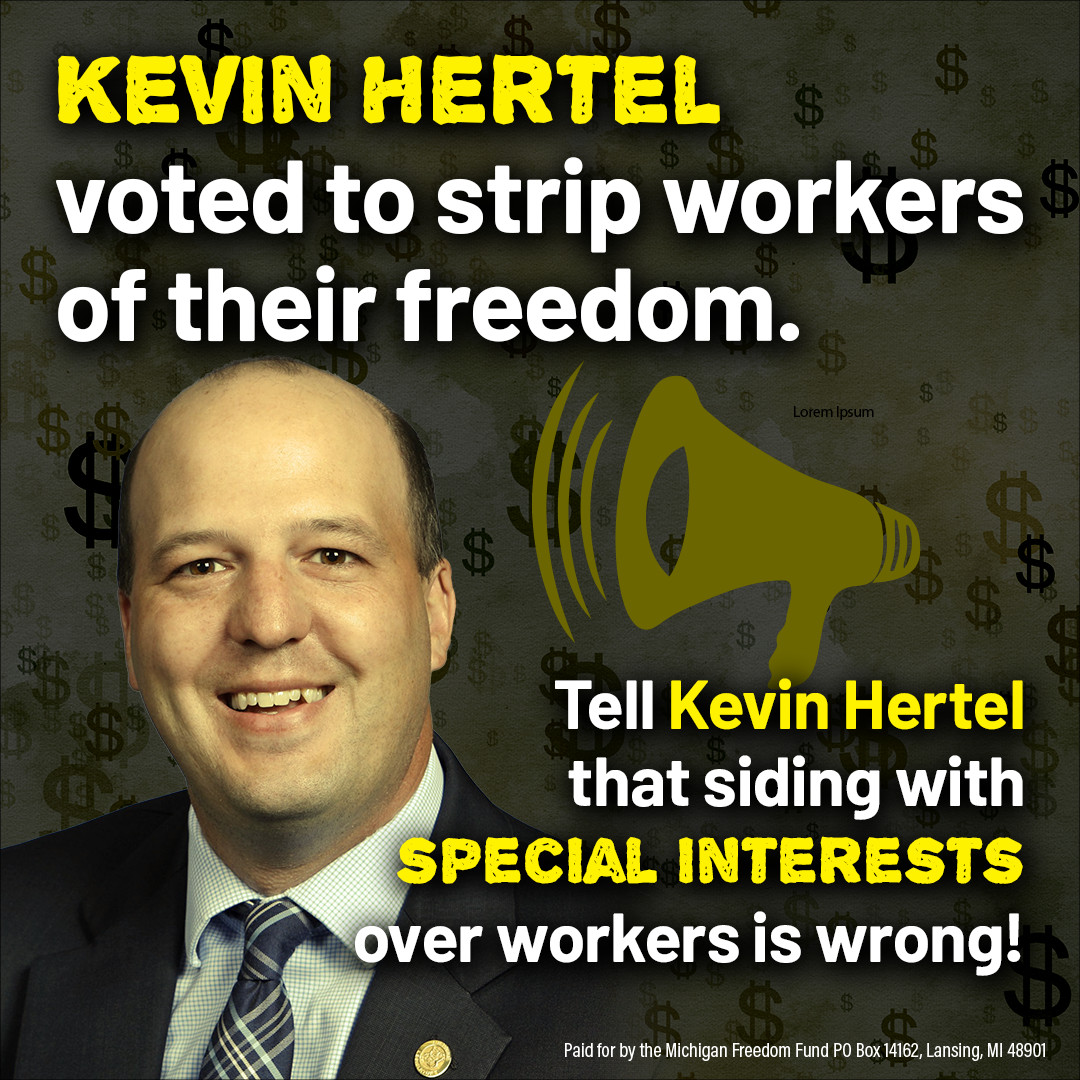 KEVIN HERTEL
voted to strip workers
of their freedom.
Lorem Ipsum
Tell Kevin Hertel
that siding with
SPECIAL INTERESTS
over workers is wrong!
Paid for by the Michigan Freedom Fund PO Box 14162, Lansing, MI 48901